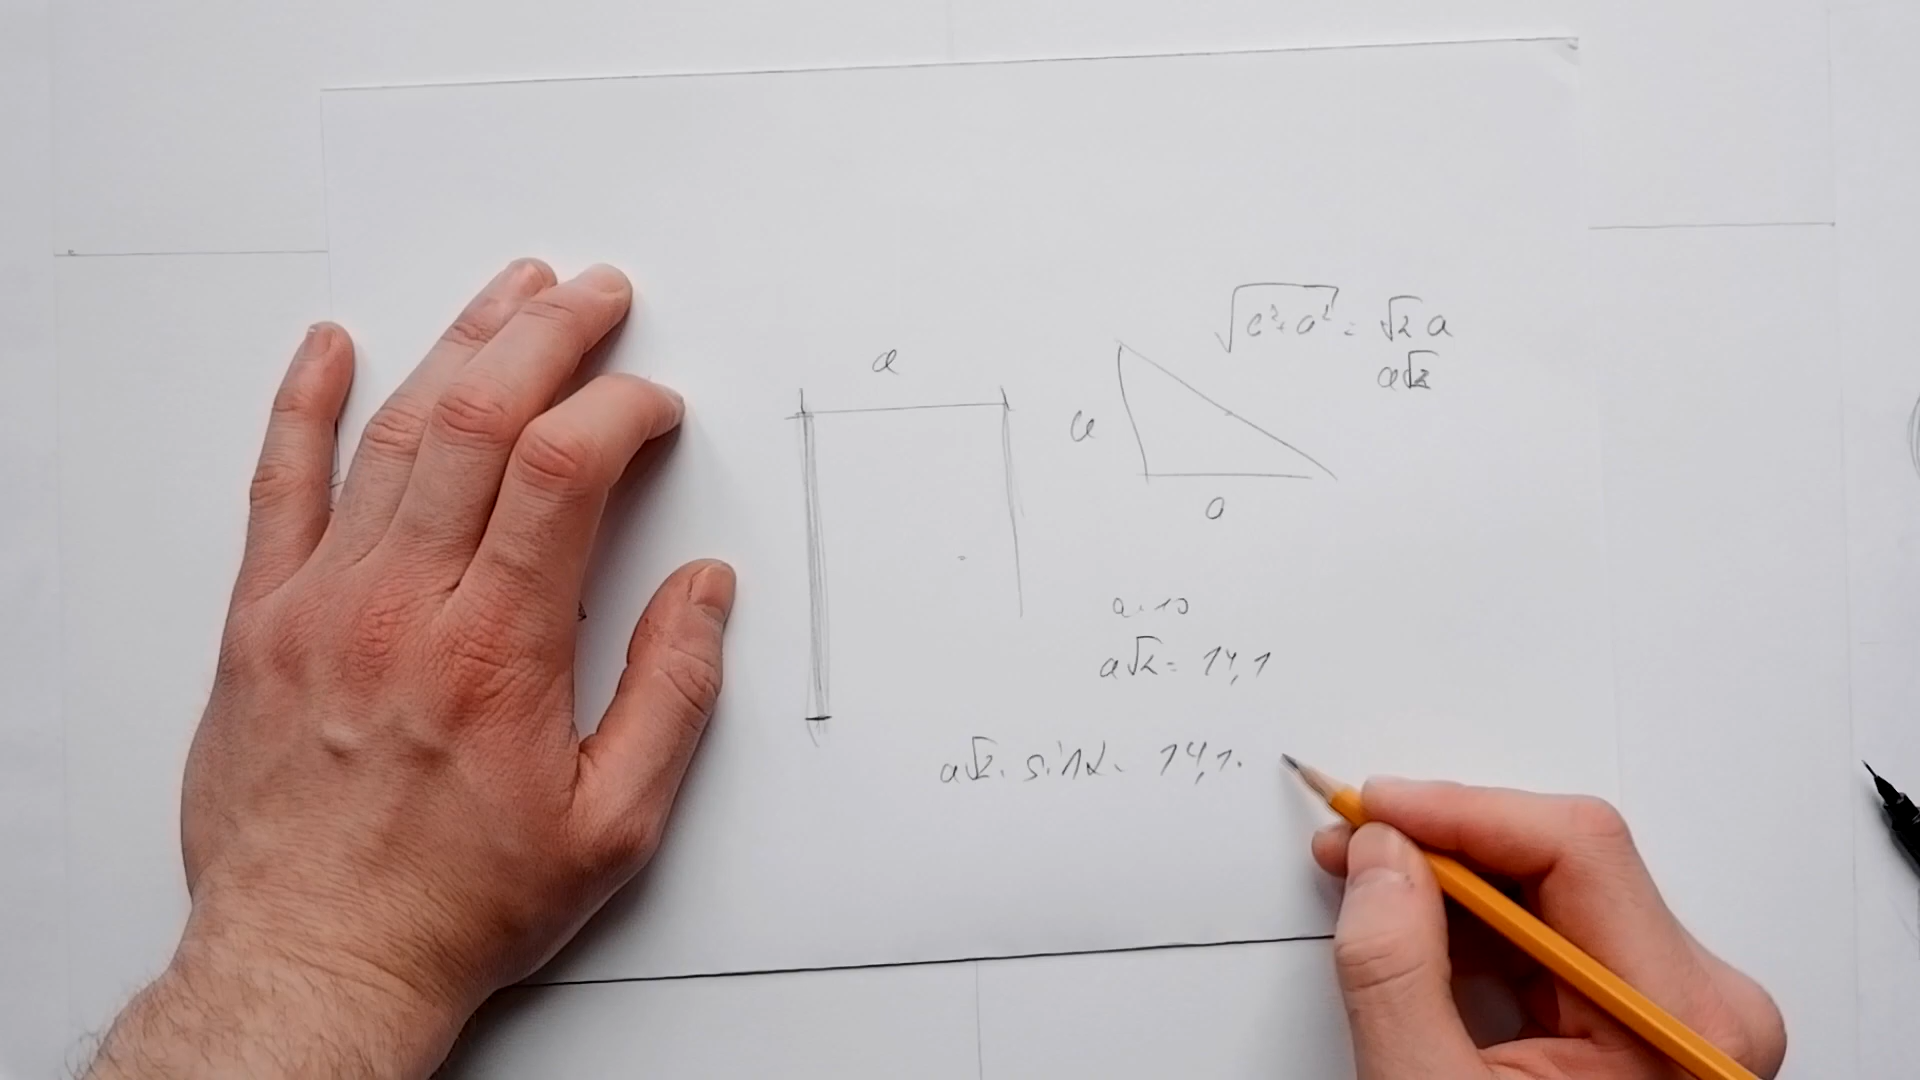 a
√a²+a² = √2 a
a√2
a
a
a = 10
a√2 = 14,1
a√2 · sin α = 14,1 ·